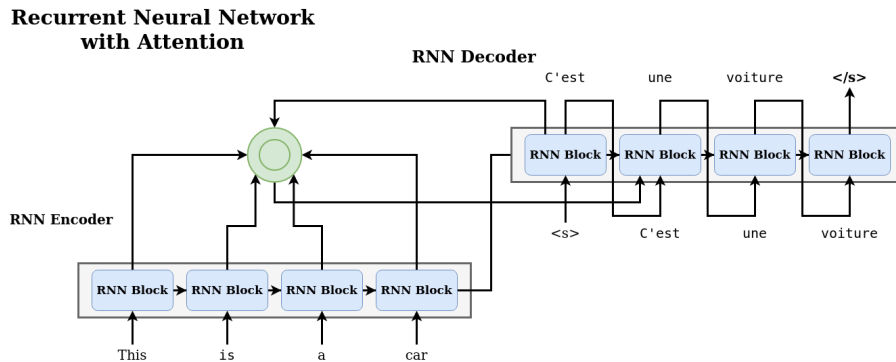 Recurrent Neural Network
with Attention
RNN Decoder
C'est une voiture </s>
RNN Block RNN Block RNN Block RNN Block
RNN Encoder
<s> C'est une voiture
RNN Block RNN Block RNN Block RNN Block
This is a car